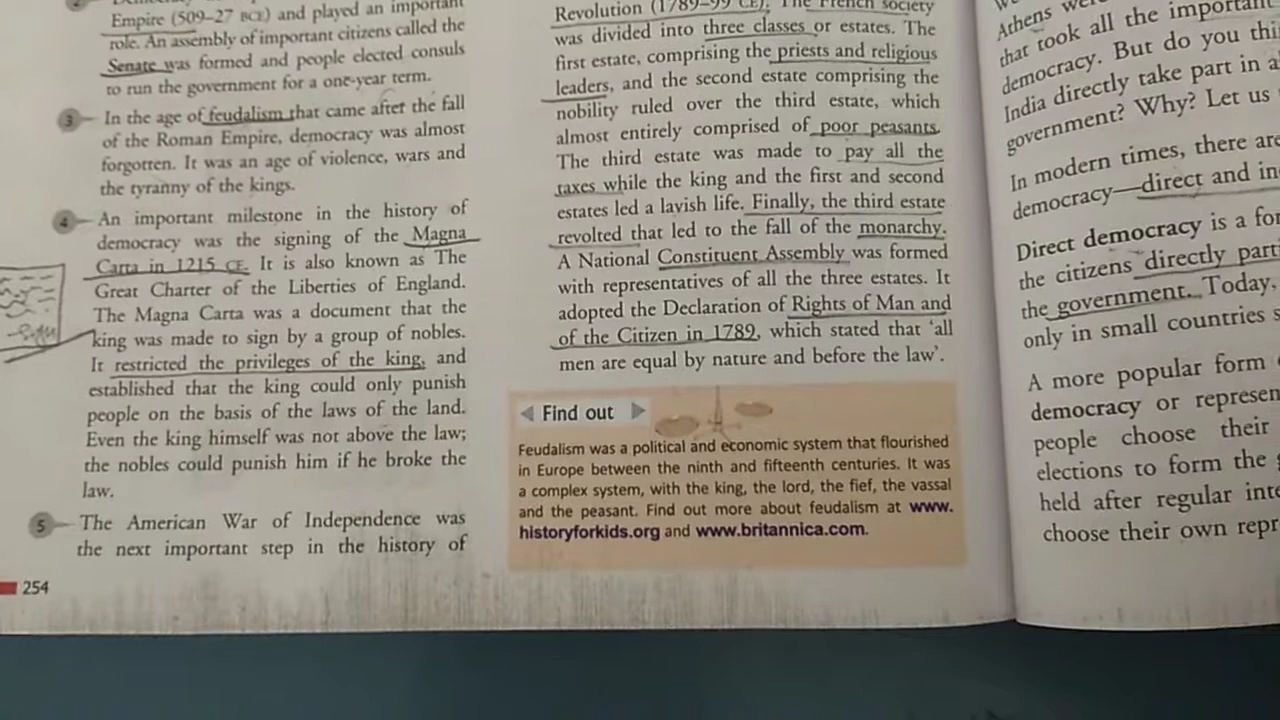 Empire (509–27 BCE) and played an important
role. An assembly of important citizens called the
Senate was formed and people elected consuls
to run the government for a one-year term.
3 In the age of feudalism that came after the fall
of the Roman Empire, democracy was almost
forgotten. It was an age of violence, wars and
the tyranny of the kings.
4 An important milestone in the history of
democracy was the signing of the Magna
Carta in 1215 CE. It is also known as The
Great Charter of the Liberties of England.
The Magna Carta was a document that the
king was made to sign by a group of nobles.
It restricted the privileges of the king, and
established that the king could only punish
people on the basis of the laws of the land.
Even the king himself was not above the law;
the nobles could punish him if he broke the
law.
5 The American War of Independence was
the next important step in the history of
254
Revolution (1789–99 CE). The French society
was divided into three classes or estates. The
first estate, comprising the priests and religious
leaders, and the second estate comprising the
nobility ruled over the third estate, which
almost entirely comprised of poor peasants.
The third estate was made to pay all the
taxes while the king and the first and second
estates led a lavish life. Finally, the third estate
revolted that led to the fall of the monarchy.
A National Constituent Assembly was formed
with representatives of all the three estates. It
adopted the Declaration of Rights of Man and
of the Citizen in 1789, which stated that ‘all
men are equal by nature and before the law’.
Find out
Feudalism was a political and economic system that flourished
in Europe between the ninth and fifteenth centuries. It was
a complex system, with the king, the lord, the fief, the vassal
and the peasant. Find out more about feudalism at www.
historyforkids.org and www.britannica.com.
Athens
that took all the important
democracy. But do you
India directly take part in
government? Why? Let us
In modern times, there are
democracy—direct and
Direct democracy is a
the citizens directly
the government. Today,
only in small countries
A more popular form
democracy or
people choose their
elections to form the
held after regular
choose their own